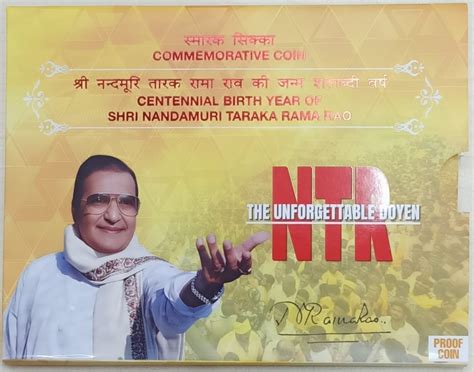 स्मारक सिक्का
COMMEMORATIVE COIN
श्री नन्दमूरि तारक रामा राव की जन्म शताब्दी वर्ष
CENTENNIAL BIRTH YEAR OF
SHRI NANDAMURI TARAKA RAMA RAO
NTR
THE UNFORGETTABLE DOYEN
PROOF
COIN